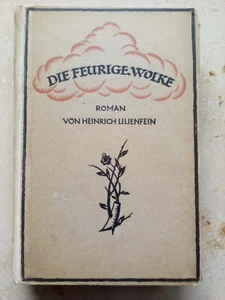 DIE FEURIGE WOLKE
ROMAN
VON HEINRICH LILIENFEIN